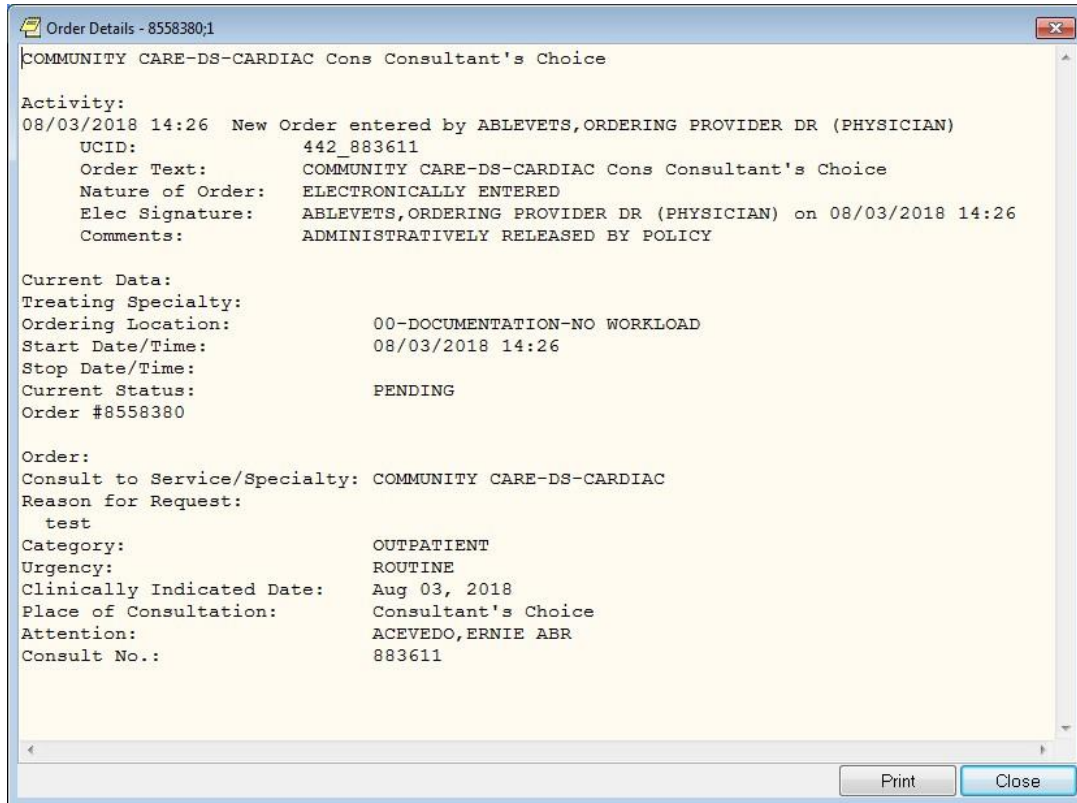 Order Details - 8558380;1
COMMUNITY CARE-DS-CARDIAC Cons Consultant's Choice
Activity:
08/03/2018 14:26 New Order entered by ABLEVETS,ORDERING PROVIDER DR (PHYSICIAN)
UCID: 442_883611
Order Text: COMMUNITY CARE-DS-CARDIAC Cons Consultant's Choice
Nature of Order: ELECTRONICALLY ENTERED
Elec Signature: ABLEVETS,ORDERING PROVIDER DR (PHYSICIAN) on 08/03/2018 14:26
Comments: ADMINISTRATIVELY RELEASED BY POLICY
Current Data:
Treating Specialty:
Ordering Location: 00-DOCUMENTATION-NO WORKLOAD
Start Date/Time: 08/03/2018 14:26
Stop Date/Time:
Current Status: PENDING
Order #8558380
Order:
Consult to Service/Specialty: COMMUNITY CARE-DS-CARDIAC
Reason for Request:
test
Category: OUTPATIENT
Urgency: ROUTINE
Clinically Indicated Date: Aug 03, 2018
Place of Consultation: Consultant's Choice
Attention: ACEVEDO,ERNIE ABR
Consult No.: 883611
Print Close